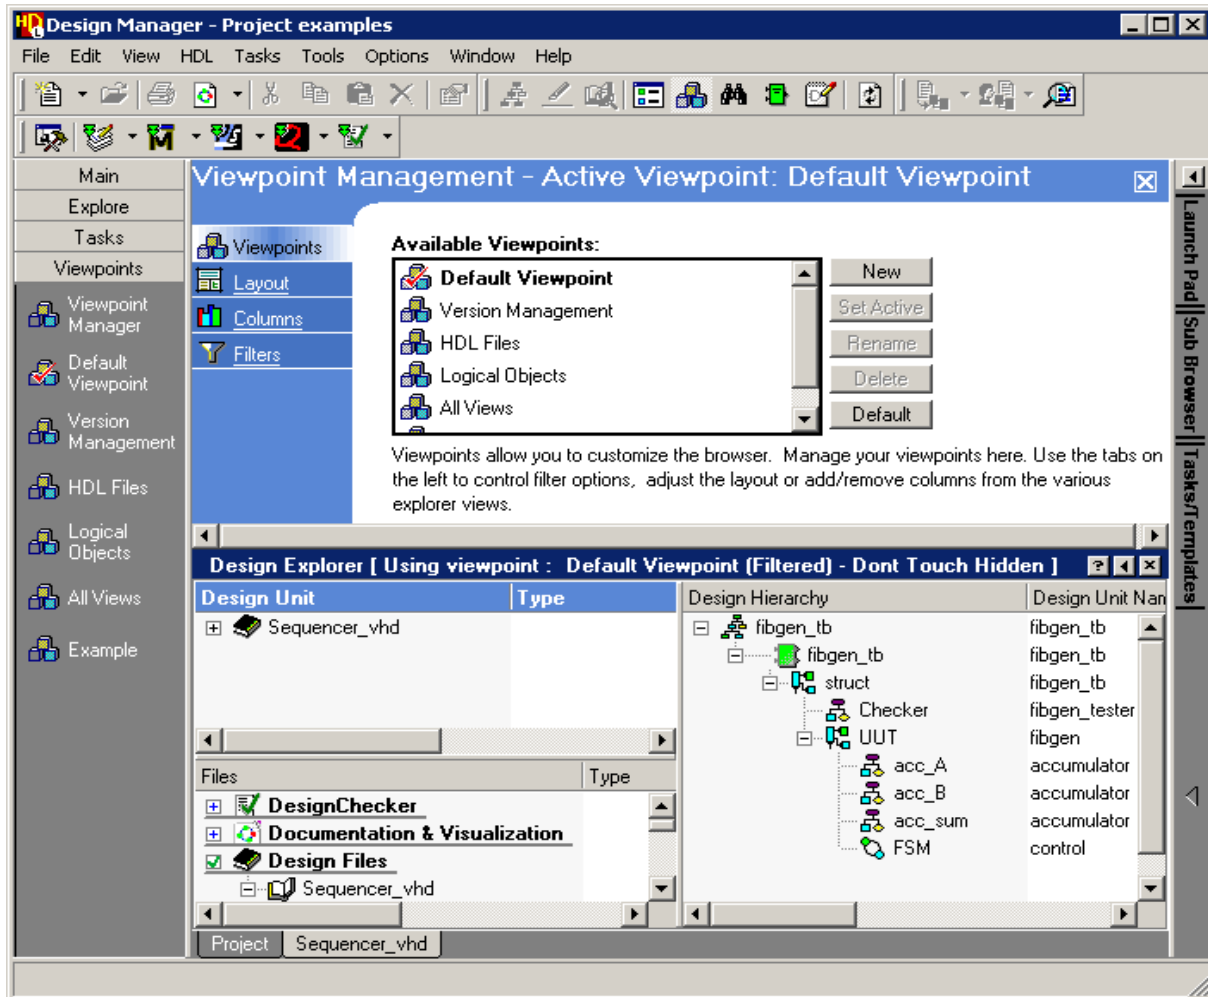 Design Manager - Project examples
File Edit View HDL Tasks Tools Options Window Help
Main
Explore
Tasks
Viewpoints
Viewpoint
Manager
Default
Viewpoint
Version
Management
HDL Files
Logical
Objects
All Views
Example
Viewpoint Management - Active Viewpoint: Default Viewpoint
Viewpoints
Layout
Columns
Filters
Available Viewpoints:
Default Viewpoint
Version Management
HDL Files
Logical Objects
All Views
New
Set Active
Rename
Delete
Default
Viewpoints allow you to customize the browser. Manage your viewpoints here. Use the tabs on
the left to control filter options, adjust the layout or add/remove columns from the various
explorer views.
Design Explorer [ Using viewpoint : Default Viewpoint (Filtered) - Dont Touch Hidden ]
Design Unit Type
Sequencer_vhd
Files Type
DesignChecker
Documentation & Visualization
Design Files
Sequencer_vhd
Design Hierarchy Design Unit Nan
fibgen_tb fibgen_tb
fibgen_tb fibgen_tb
struct fibgen_tb
Checker fibgen_tester
UUT fibgen
acc_A accumulator
acc_B accumulator
acc_sum accumulator
FSM control
Project Sequencer_vhd
Launch Pad
Sub Browser
Tasks/Templates